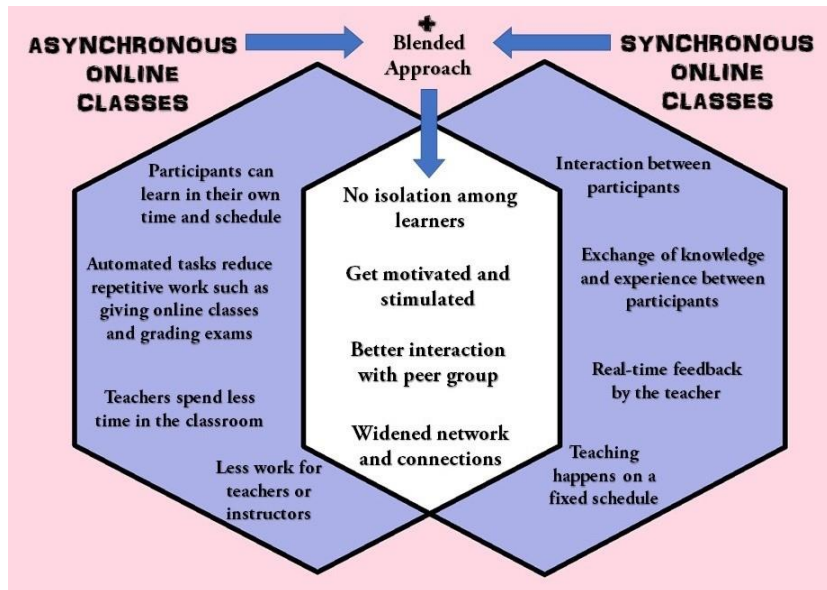 ASYNCHRONOUS
ONLINE
CLASSES
+
Blended
Approach
SYNCHRONOUS
ONLINE
CLASSES
Participants can
learn in their own
time and schedule
Automated tasks reduce
repetitive work such as
giving online classes
and grading exams
Teachers spend less
time in the classroom
Less work for
teachers or
instructors
No isolation among
learners
Get motivated and
stimulated
Better interaction
with peer group
Widened network
and connections
Interaction between
participants
Exchange of knowledge
and experience between
participants
Real-time feedback
by the teacher
Teaching
happens on a
fixed schedule